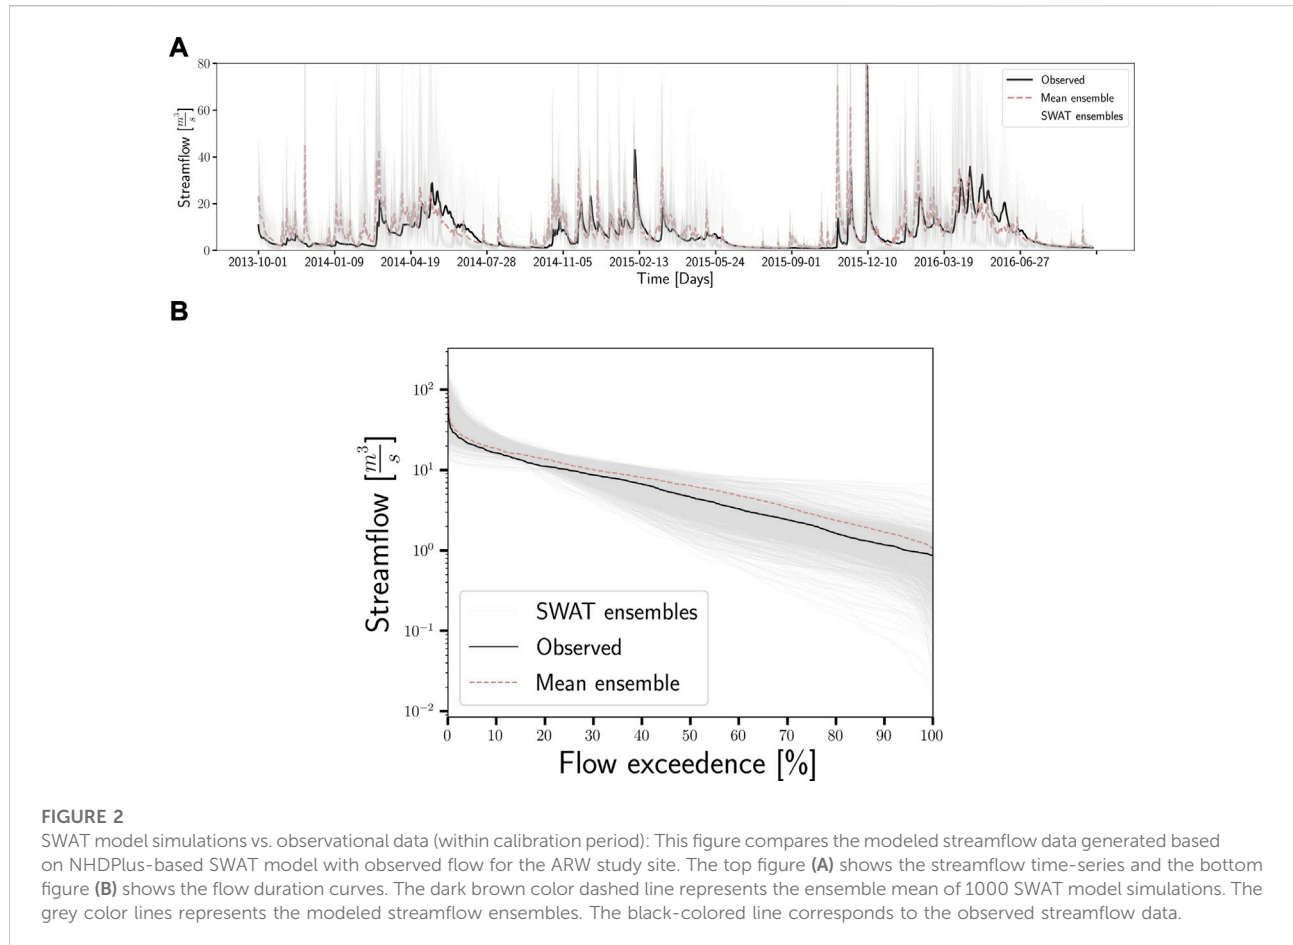 A
80
60
40
20
0
Streamflow [m³/s]
Observed
Mean ensemble
SWAT ensembles
2013-10-01 2014-01-09 2014-04-19 2014-07-28 2014-11-05 2015-02-13 2015-05-24 2015-09-01 2015-12-10 2016-03-19 2016-06-27
Time [Days]
B
10²
10¹
10⁰
10⁻¹
10⁻²
Streamflow [m³/s]
SWAT ensembles
Observed
Mean ensemble
0 10 20 30 40 50 60 70 80 90 100
Flow exceedence [%]
FIGURE 2
SWAT model simulations vs. observational data (within calibration period): This figure compares the modeled streamflow data generated based
on NHDPlus-based SWAT model with observed flow for the ARW study site. The top figure (A) shows the streamflow time-series and the bottom
figure (B) shows the flow duration curves. The dark brown color dashed line represents the ensemble mean of 1000 SWAT model simulations. The
grey color lines represents the modeled streamflow ensembles. The black-colored line corresponds to the observed streamflow data.